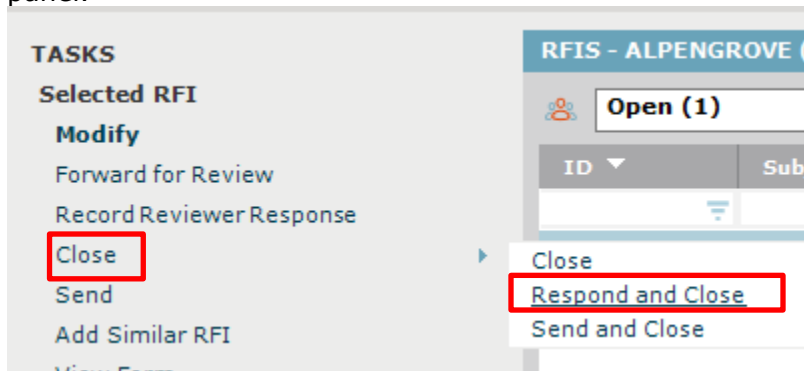 TASKS
Selected RFI
Modify
Forward for Review
Record Reviewer Response
Close
Send
Add Similar RFI
RFIS - ALPENGROVE (
Open (1)
ID
Sub
Close
Respond and Close
Send and Close